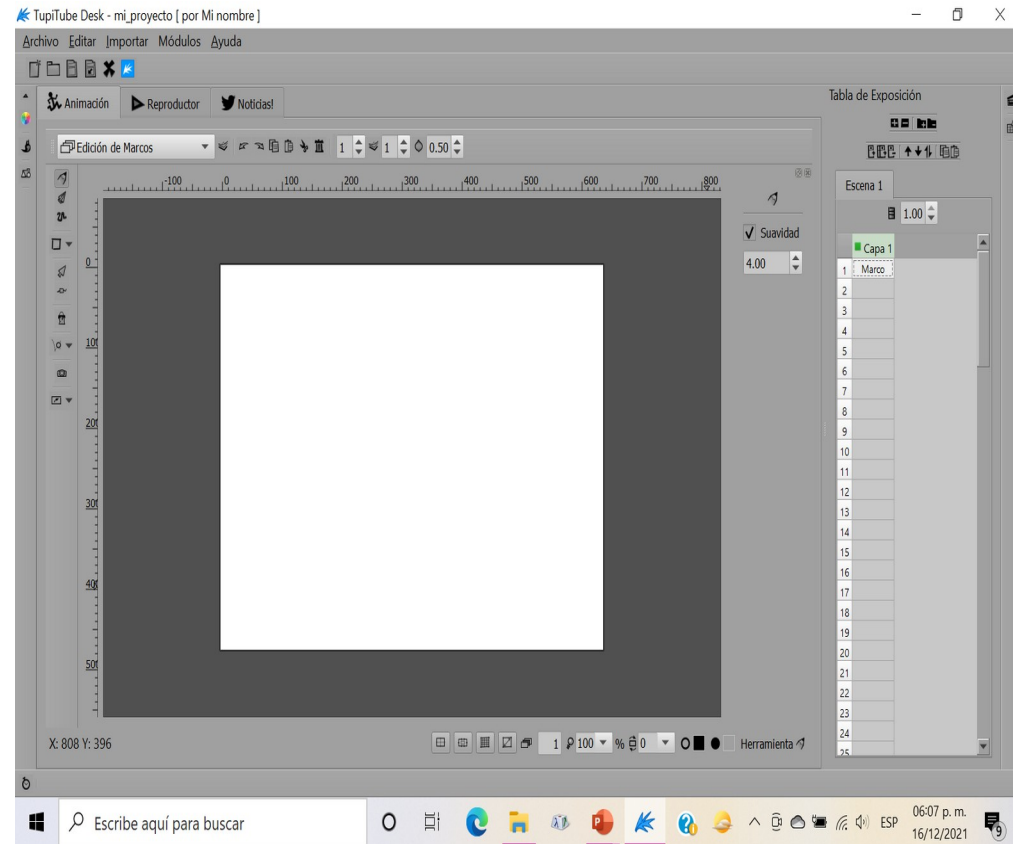 TupiTube Desk - mi_proyecto [ por Mi nombre ]
Archivo Editar Importar Módulos Ayuda
Animación Reproductor Noticias!
Tabla de Exposición
Edición de Marcos 1 1 0.50
-100 0 100 200 300 400 500 600 700 800
Suavidad
4.00
Escena 1
1.00
Capa 1
1 Marco
2
3
4
5
6
7
8
9
10
11
12
13
14
15
16
17
18
19
20
21
22
23
24
25
0
X: 808 Y: 396 1 100 % 0 Herramienta
Escribe aquí para buscar ESP 06:07 p. m.
16/12/2021
9